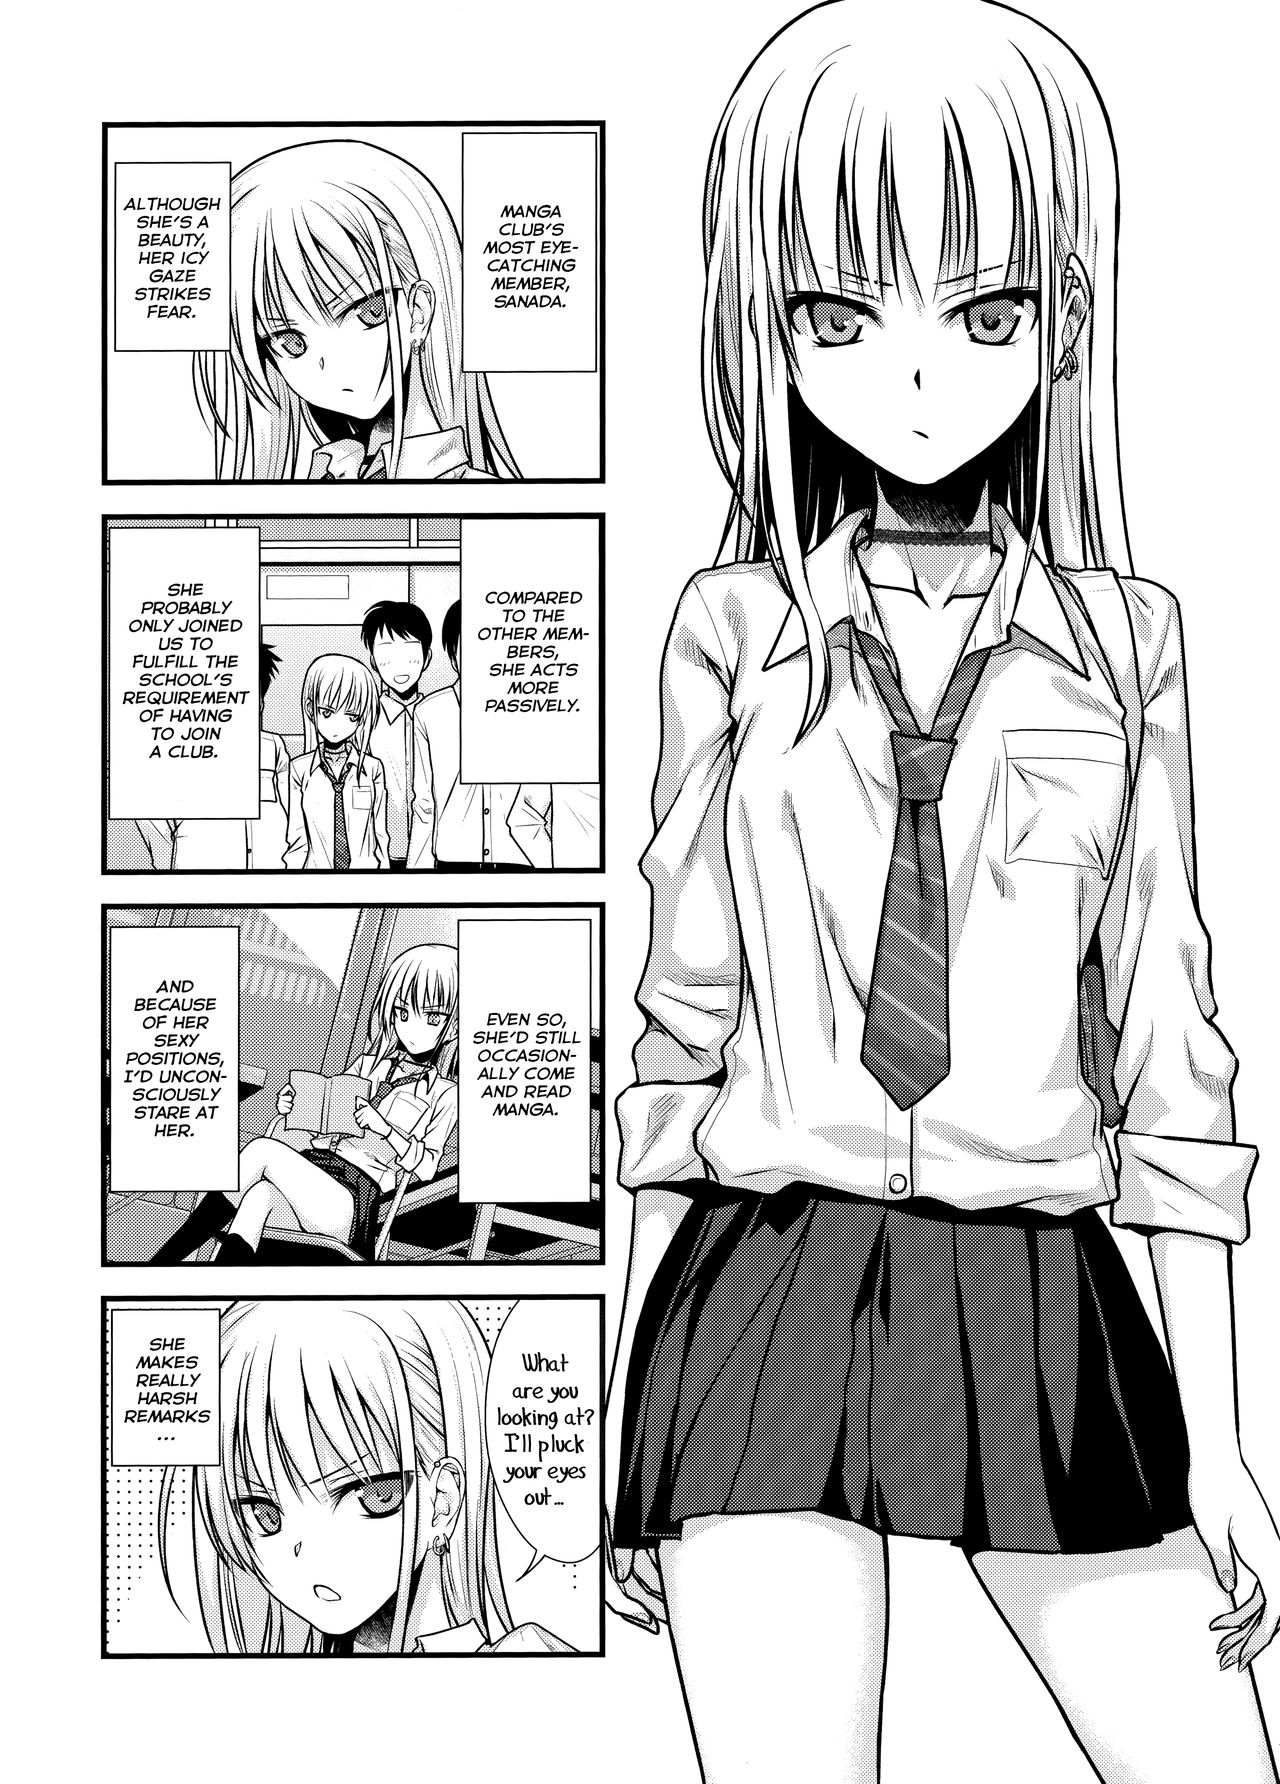 MANGA
CLUB'S
MOST EYE-
CATCHING
MEMBER,
SANADA.
ALTHOUGH
SHE'S A
BEAUTY,
HER ICY
GAZE
STRIKES
FEAR.
COMPARED
TO THE
OTHER MEM-
BERS,
SHE ACTS
MORE
PASSIVELY.
SHE
PROBABLY
ONLY JOINED
US TO
FULFILL THE
SCHOOL'S
REQUIREMENT
OF HAVING
TO JOIN
A CLUB.
EVEN SO,
SHE'D STILL
OCCASION-
ALLY COME
AND READ
MANGA.
AND
BECAUSE
OF HER
SEXY
POSITIONS,
I'D UNCON-
SCIOUSLY
STARE AT
HER.
What
are you
looking at?
I'll pluck
your eyes
out...
SHE
MAKES
REALLY
HARSH
REMARKS
...